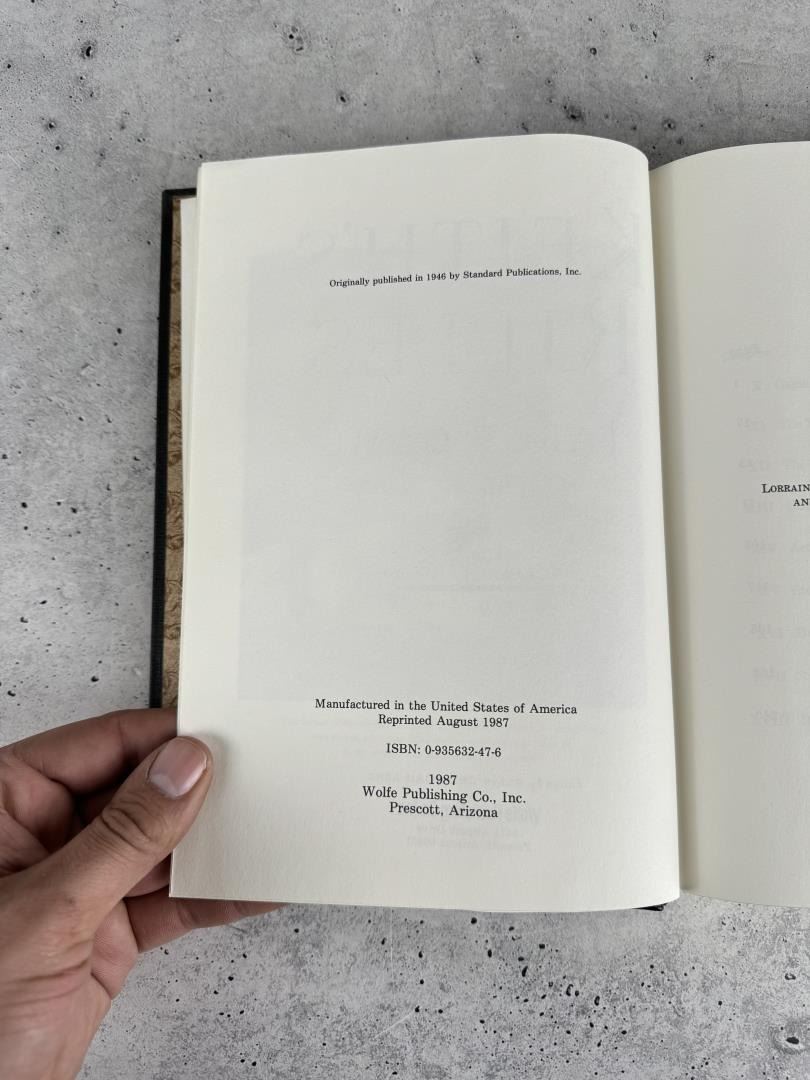 Originally published in 1946 by Standard Publications, Inc.
Manufactured in the United States of America
Reprinted August 1987
ISBN: 0-935632-47-6
1987
Wolfe Publishing Co., Inc.
Prescott, Arizona